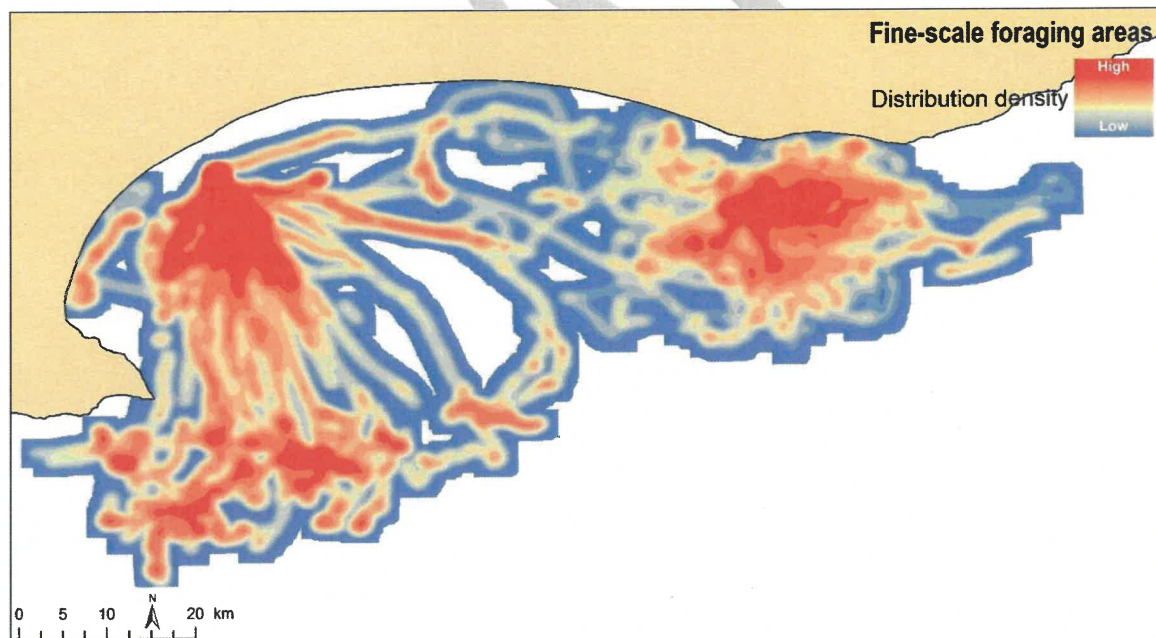 Fine-scale foraging areas
High
Distribution density
Low
N
0 5 10 20 km